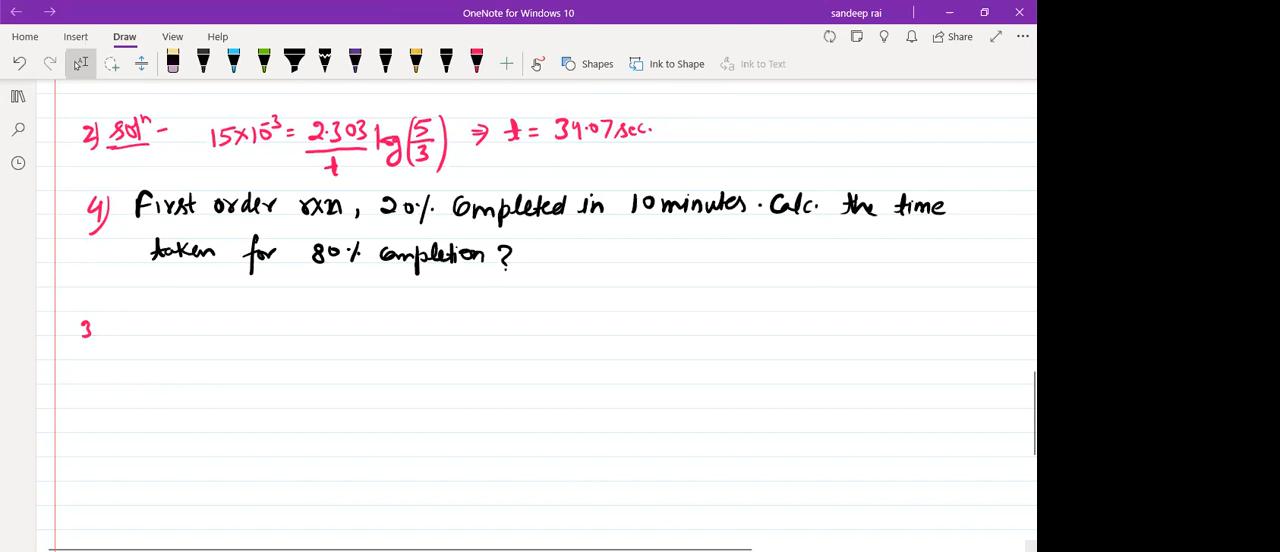 OneNote for Windows 10
sandeep rai
Home Insert Draw View Help
Share
Shapes Ink to Shape Ink to Text
2) solⁿ - 15×10⁻³ = 2.303/t log(5/3) ⇒ t = 34.07 sec.
4) First order rxn, 20% Completed in 10 minutes. Calc. the time
taken for 80% completion?
3